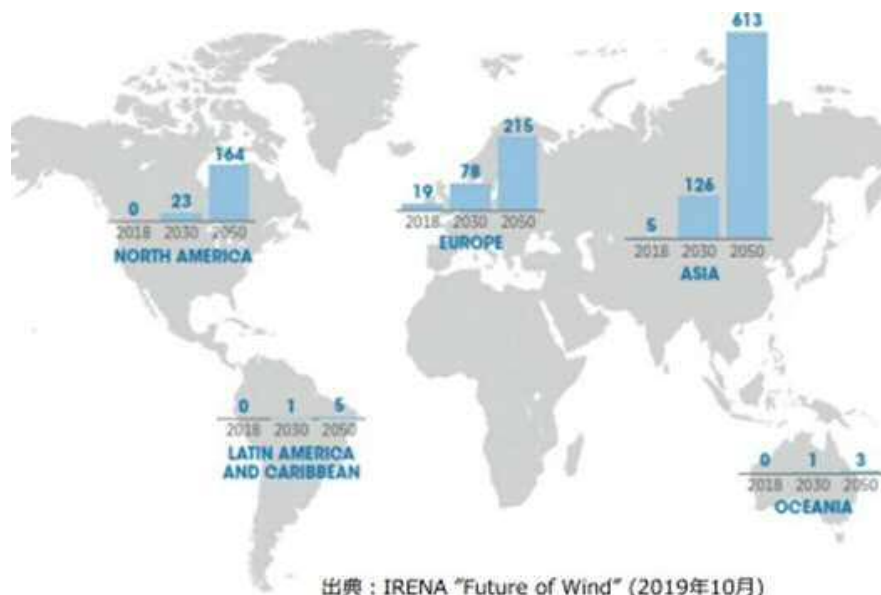 0 23 164
2018 2030 2050
NORTH AMERICA
19 78 215
2018 2030 2050
EUROPE
5 126 613
2018 2030 2050
ASIA
0 1 5
2018 2030 2050
LATIN AMERICA
AND CARIBBEAN
0 1 3
2018 2030 2050
OCEANIA
出典：IRENA "Future of Wind" (2019年10月)